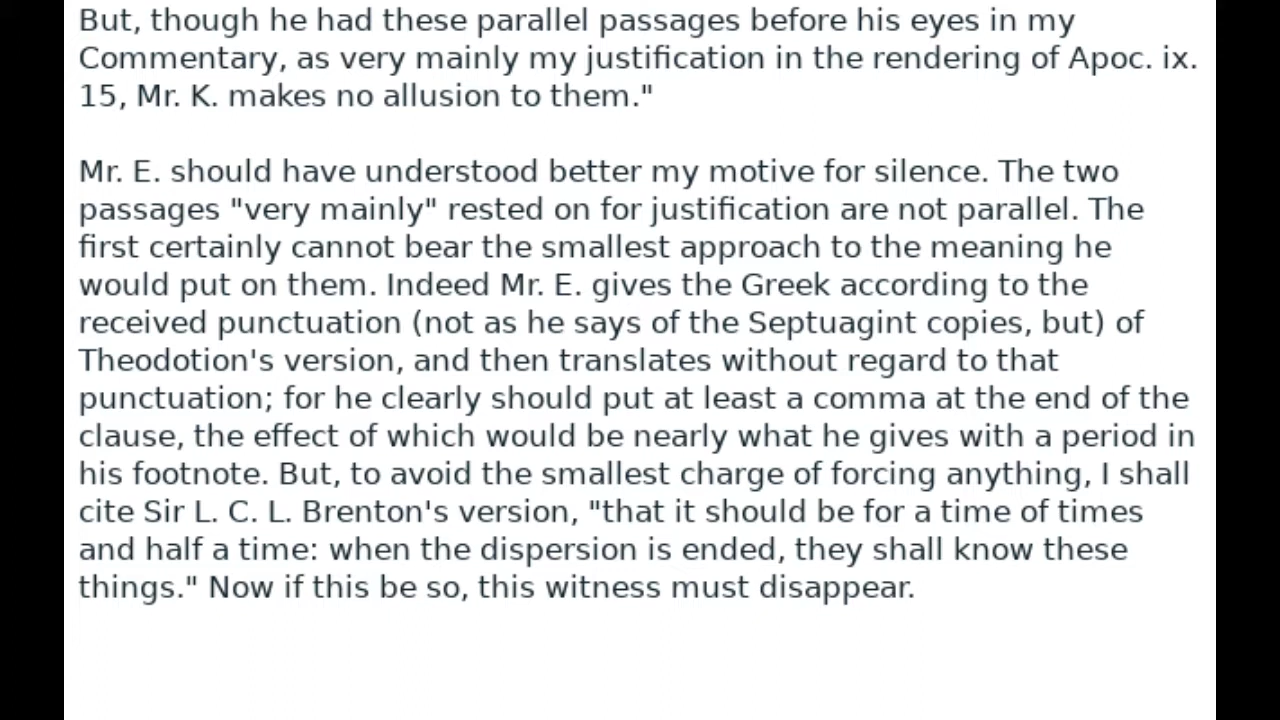 But, though he had these parallel passages before his eyes in my
Commentary, as very mainly my justification in the rendering of Apoc. ix.
15, Mr. K. makes no allusion to them."
Mr. E. should have understood better my motive for silence. The two
passages "very mainly" rested on for justification are not parallel. The
first certainly cannot bear the smallest approach to the meaning he
would put on them. Indeed Mr. E. gives the Greek according to the
received punctuation (not as he says of the Septuagint copies, but) of
Theodotion's version, and then translates without regard to that
punctuation; for he clearly should put at least a comma at the end of the
clause, the effect of which would be nearly what he gives with a period in
his footnote. But, to avoid the smallest charge of forcing anything, I shall
cite Sir L. C. L. Brenton's version, "that it should be for a time of times
and half a time: when the dispersion is ended, they shall know these
things." Now if this be so, this witness must disappear.